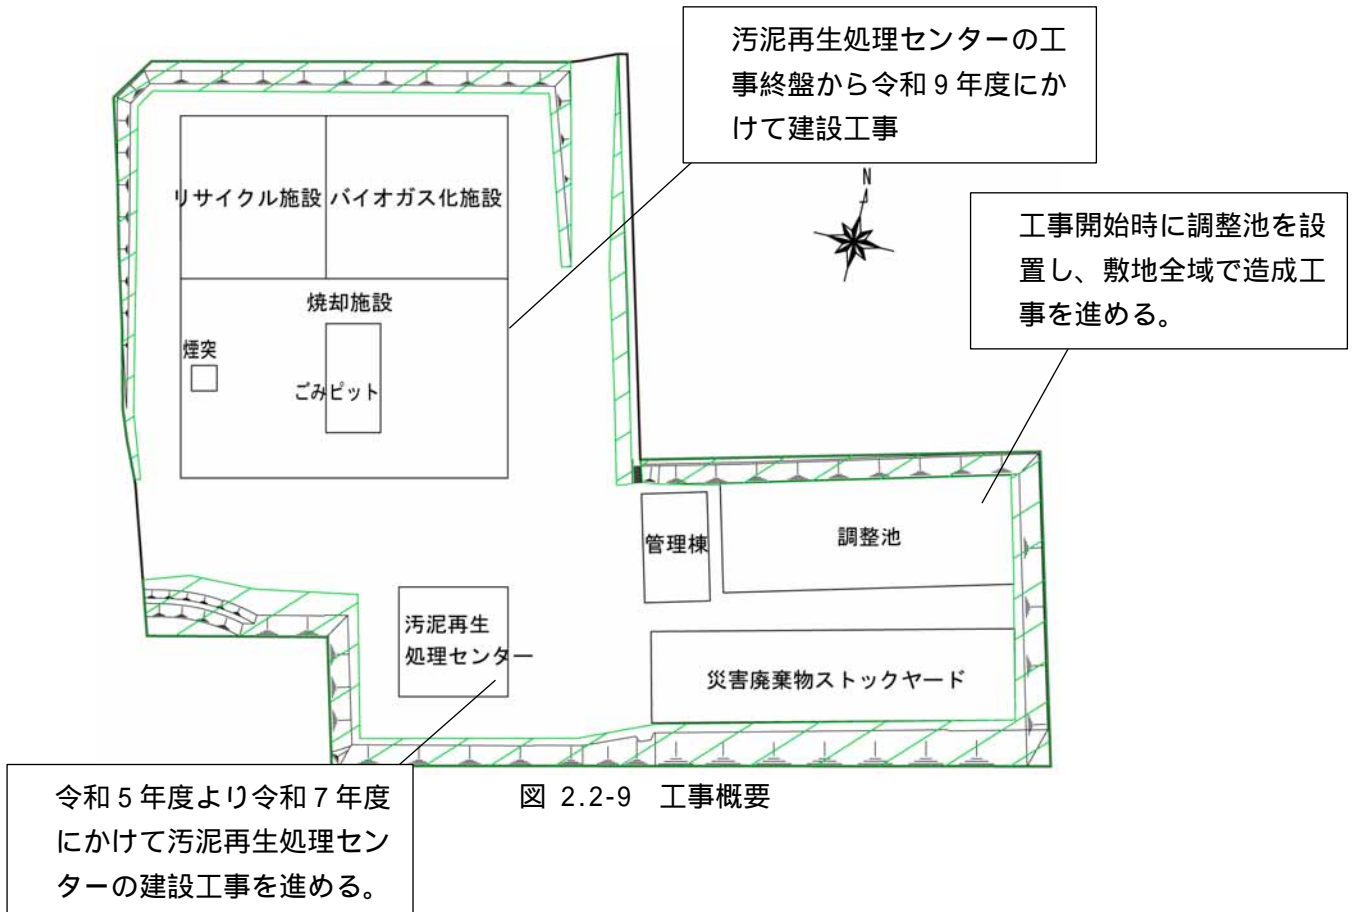 汚泥再生処理センターの工
事終盤から令和９年度にか
けて建設工事
N
工事開始時に調整池を設
置し、敷地全域で造成工
事を進める。
リサイクル施設
バイオガス化施設
焼却施設
煙突
ごみピット
管理棟
調整池
汚泥再生
処理センター
災害廃棄物ストックヤード
令和５年度より令和７年度
にかけて汚泥再生処理セン
ターの建設工事を進める。
図 2.2-9 工事概要